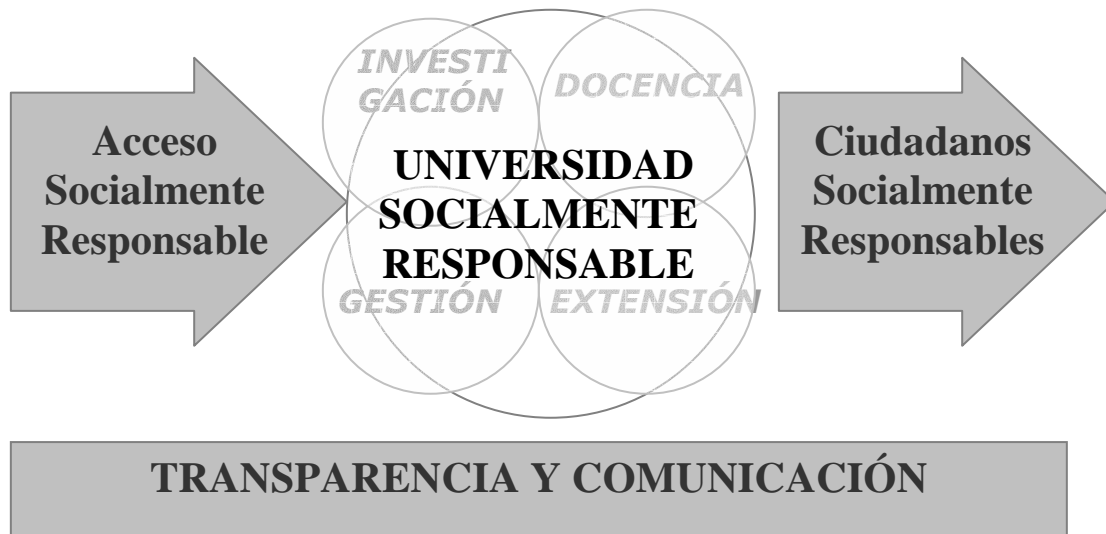 Acceso
Socialmente
Responsable
INVESTI
GACIÓN
DOCENCIA
UNIVERSIDAD
SOCIALMENTE
RESPONSABLE
GESTIÓN
EXTENSIÓN
Ciudadanos
Socialmente
Responsables
TRANSPARENCIA Y COMUNICACIÓN